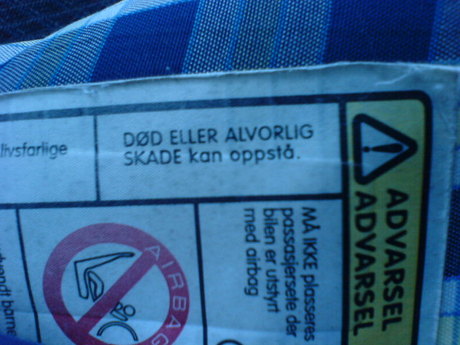 livsfarlige
DØD ELLER ALVORLIG
SKADE kan oppstå.
ADVARSEL
ADVARSEL
MÅ IKKE plasseres
passasjersete der
bilen er utstyrt
med airbag
AIRBAG